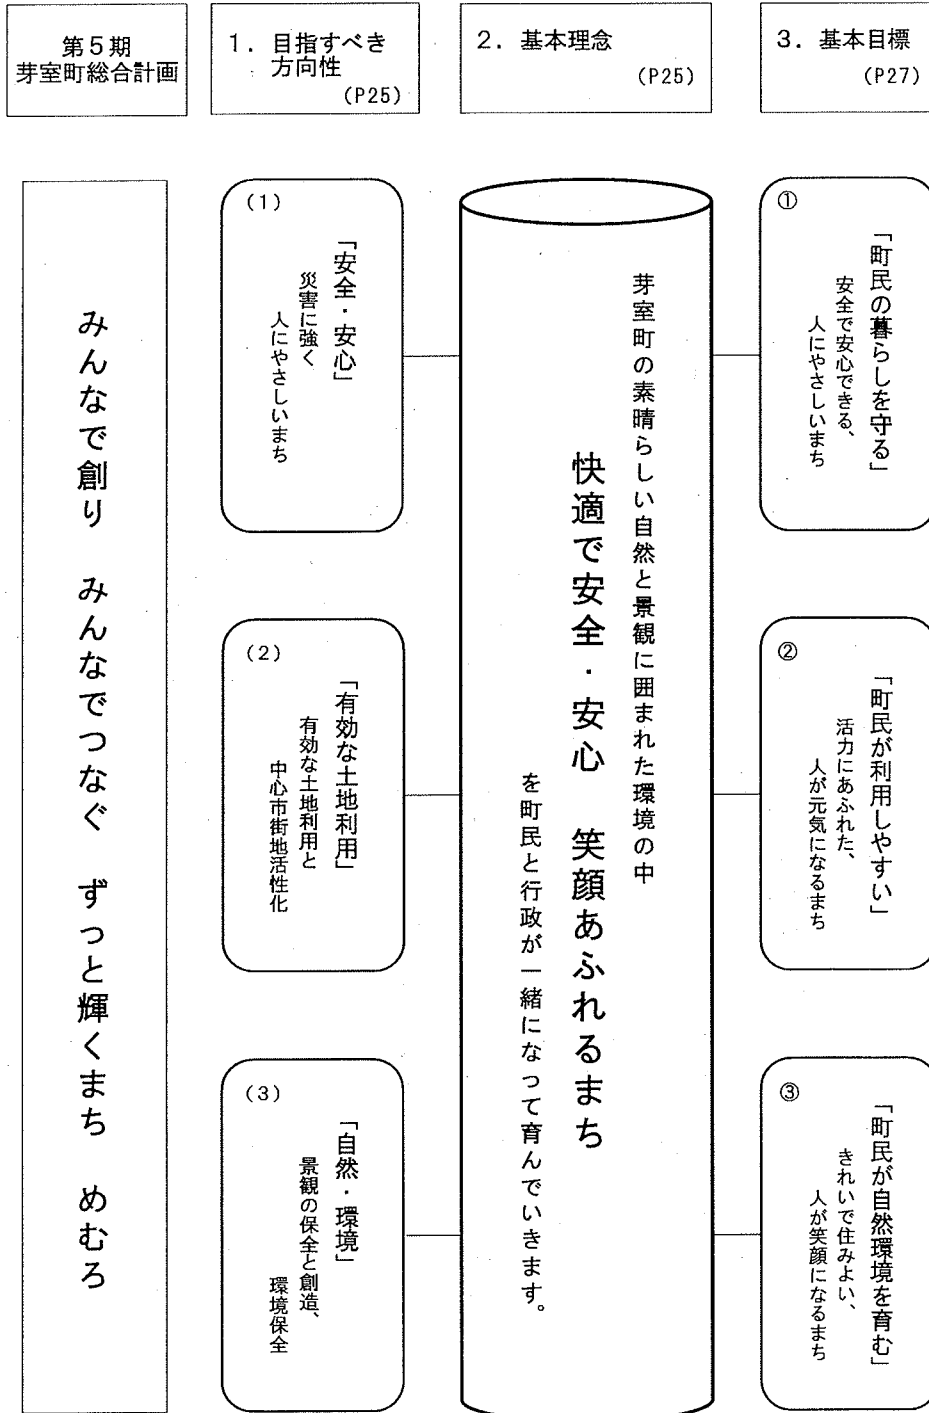 第5期
芽室町総合計画
1. 目指すべき
方向性
(P25)
2. 基本理念
(P25)
3. 基本目標
(P27)
みんなで創り　みんなでつなぐ　ずっと輝くまち　めむろ
(1)
「安全・安心」
災害に強く
人にやさしいまち
(2)
「有効な土地利用」
有効な土地利用と
中心市街地活性化
(3)
「自然・環境」
景観の保全と創造、
環境保全
芽室町の素晴らしい自然と景観に囲まれた環境の中
快適で安全・安心　笑顔あふれるまち
を町民と行政が一緒になって育んでいきます。
①
「町民の暮らしを守る」
安全で安心できる、
人にやさしいまち
②
「町民が利用しやすい」
活力にあふれた、
人が元気になるまち
③
「町民が自然環境を育む」
きれいで住みよい、
人が笑顔になるまち